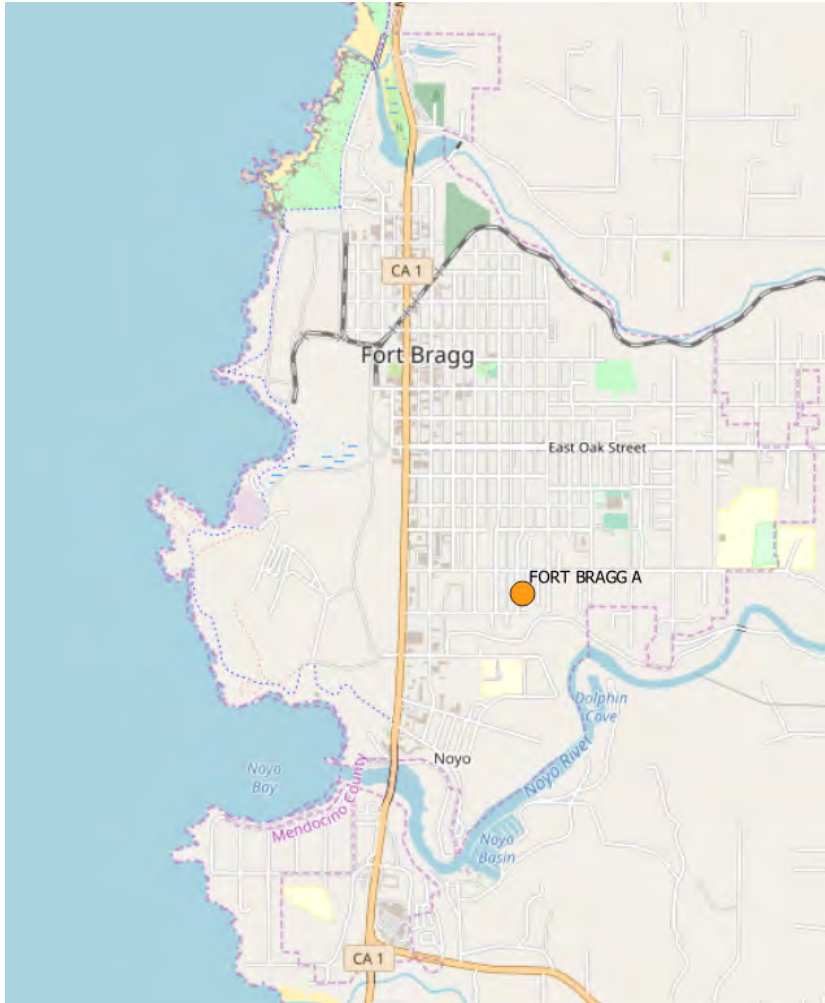 CA 1
Fort Bragg
East Oak Street
FORT BRAGG A
Dolphin
Cove
Noyo
Noyo River
Noyo
Bay
Mendocino County
Noyo
Basin
CA 1